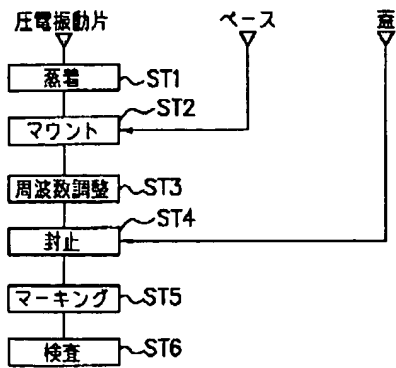 圧電振動片 ベース 蓋
蒸着 ST1
マウント ST2
周波数調整 ST3
封止 ST4
マーキング ST5
検査 ST6